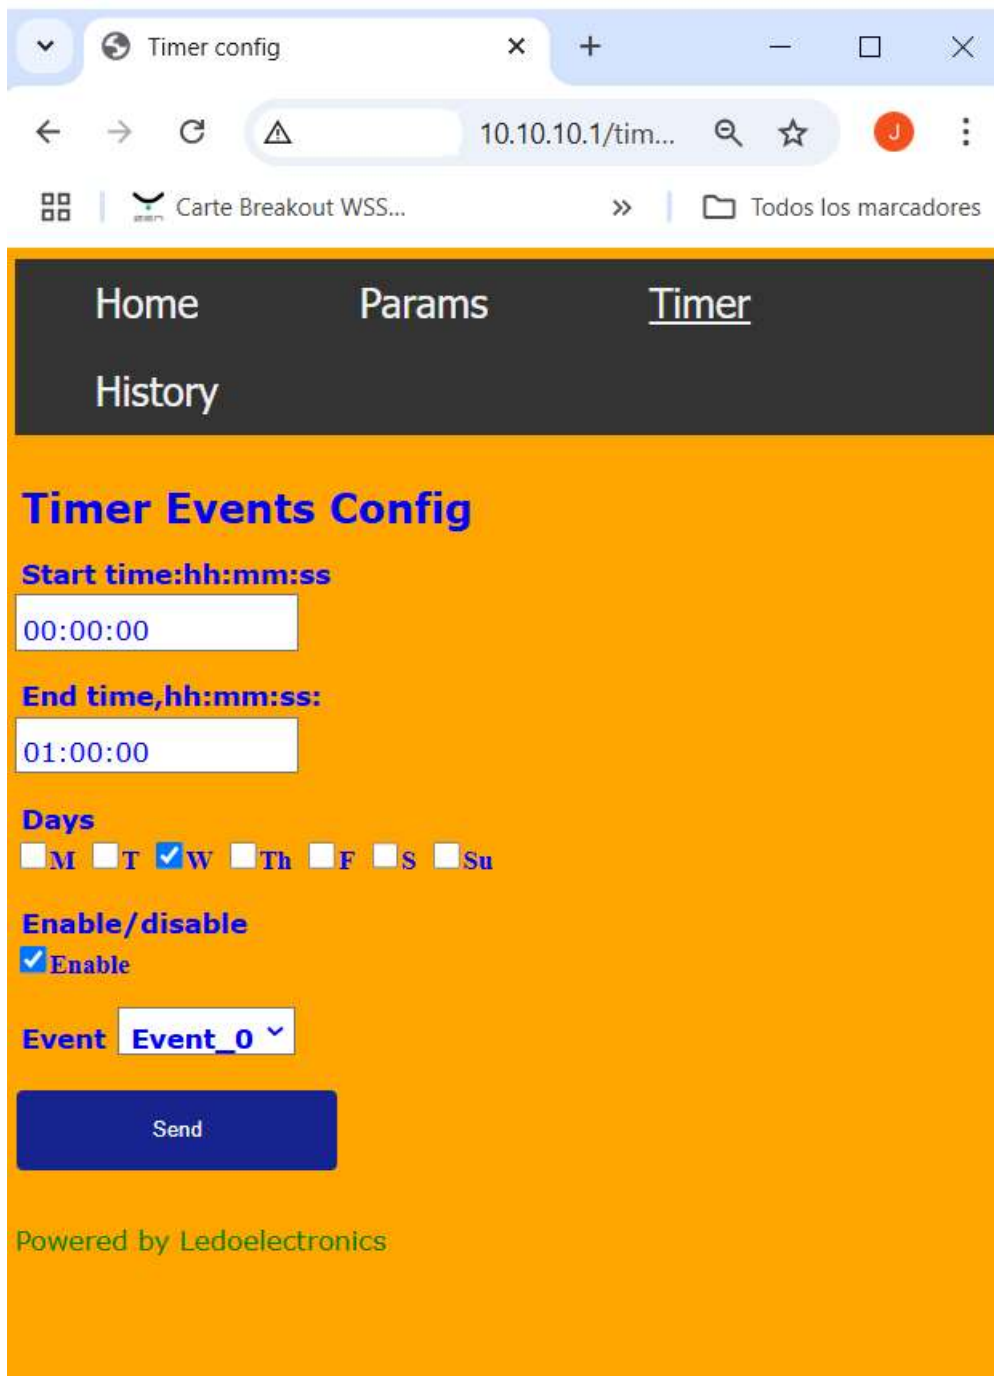 Timer config
10.10.10.1/tim...
J
Carte Breakout WSS... » Todos los marcadores
Home Params Timer
History
Timer Events Config
Start time:hh:mm:ss
00:00:00
End time,hh:mm:ss:
01:00:00
Days
M T W Th F S Su
Enable/disable
Enable
Event Event_0
Send
Powered by Ledoelectronics